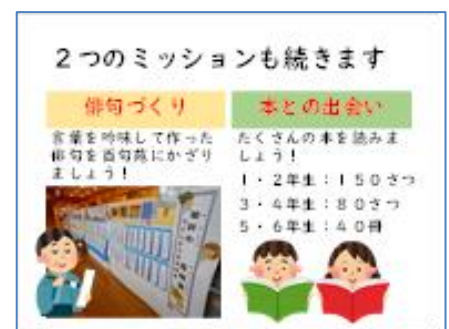 2つのミッションも続きます
俳句づくり
言葉を吟味して作った
俳句を百句苑にかざり
ましょう！
本との出会い
たくさんの本を読みま
しょう！
1・2年生：150さつ
3・4年生：80さつ
5・6年生：40冊